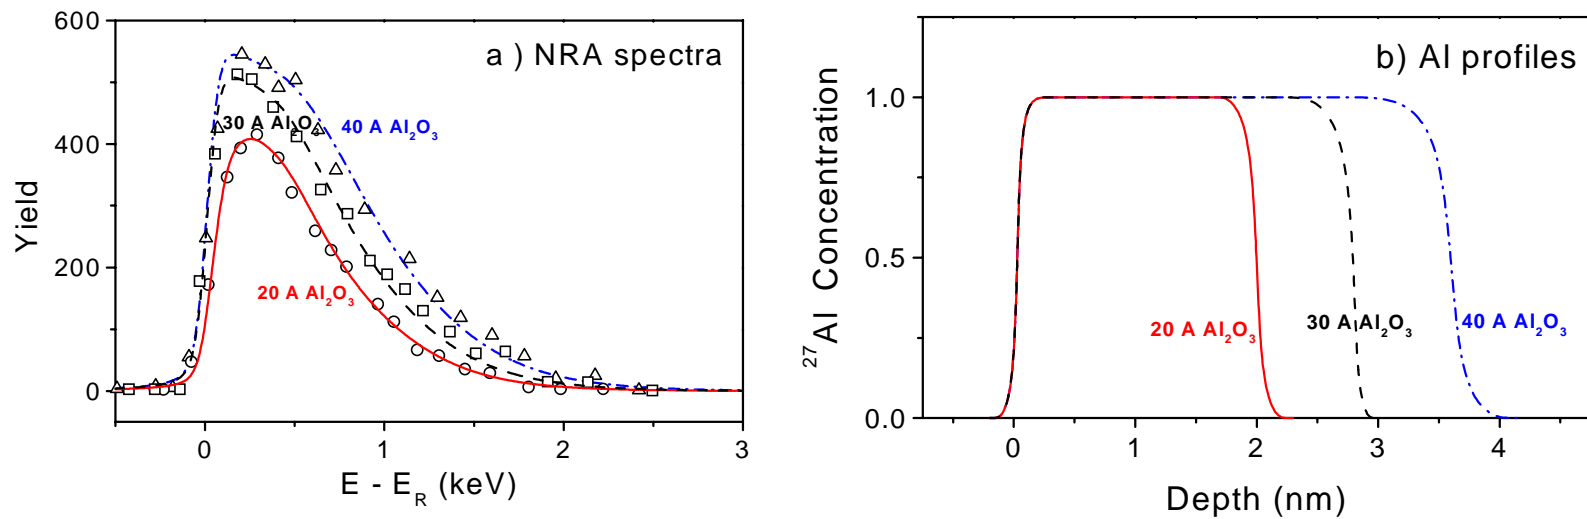 a ) NRA spectra
600
400
200
0
Yield
30 A Al₂O₃
40 A Al₂O₃
20 A Al₂O₃
0
1
2
3
E - E_R (keV)
b) Al profiles
1.0
0.5
0.0
²⁷Al Concentration
20 A Al₂O₃
30 A Al₂O₃
40 A Al₂O₃
0
1
2
3
4
Depth (nm)